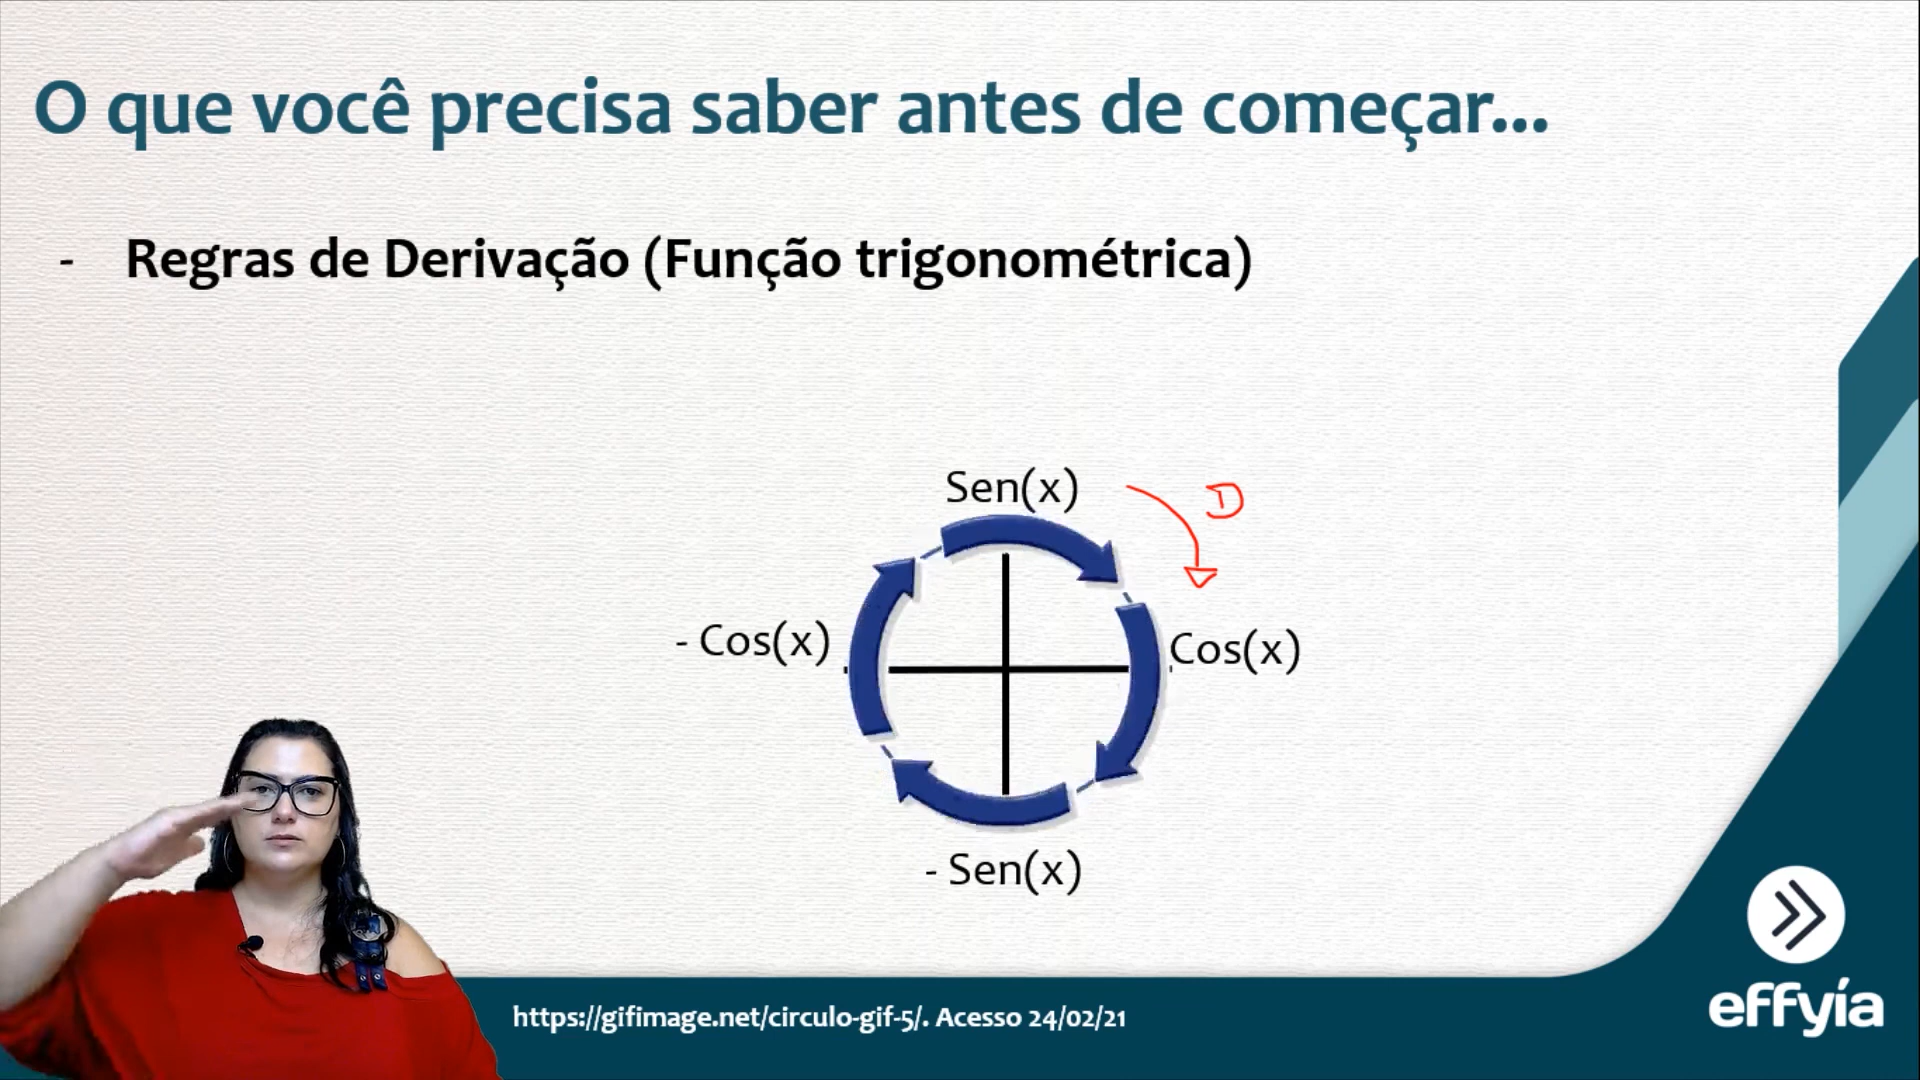 O que você precisa saber antes de começar...
- Regras de Derivação (Função trigonométrica)
Sen(x)
D
- Cos(x)
Cos(x)
- Sen(x)
https://gifimage.net/circulo-gif-5/. Acesso 24/02/21
effyía